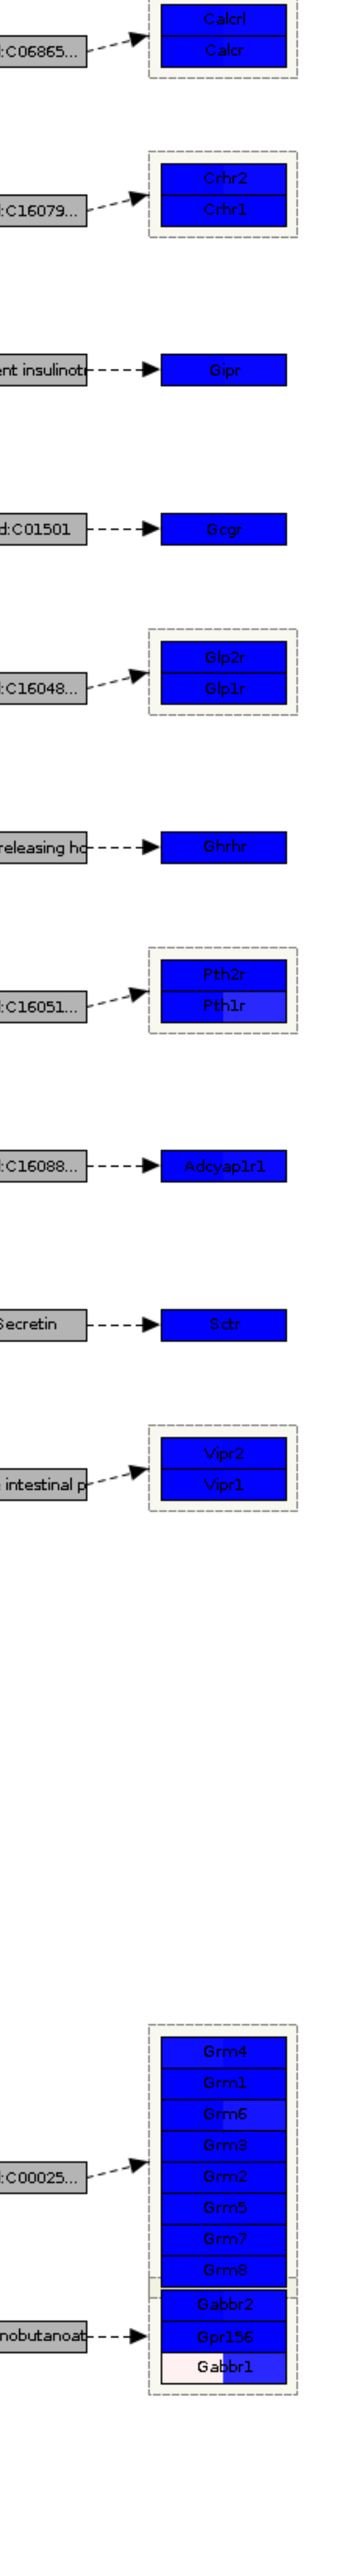 Calcrl
d:C06865...
Calcr
Crhr2
:C16079...
Crhr1
ent insulinot
Gipr
d:C01501
Gcgr
Glp2r
:C16048...
Glp1r
releasing ho
Ghrhr
Pth2r
d:C16051...
Pth1r
d:C16088...
Adcyap1r1
Secretin
Sctr
Vipr2
intestinal p
Vipr1
Grm4
Grm1
Grm6
Grm3
:C00025...
Grm2
Grm5
Grm7
Grm8
Gabbr2
nobutanoat
Gpr156
Gabbr1